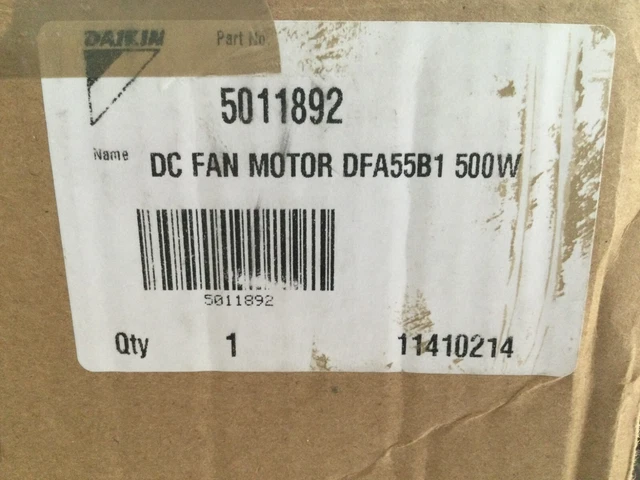 DAIKIN Part No
5011892
Name DC FAN MOTOR DFA55B1 500W
5011892
Qty 1 11410214